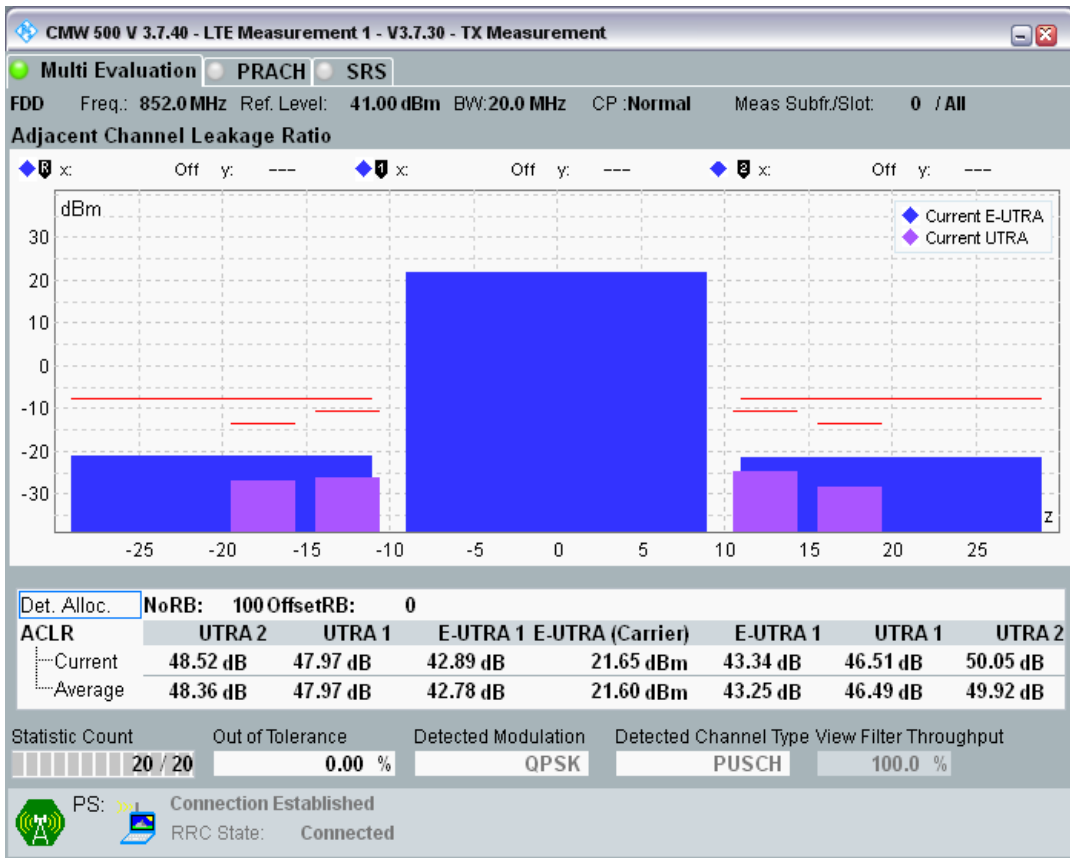 CMW 500 V 3.7.40 - LTE Measurement 1 - V3.7.30 - TX Measurement
Multi Evaluation PRACH SRS
FDD Freq.: 852.0 MHz Ref. Level: 41.00 dBm BW:20.0 MHz CP :Normal Meas Subfr./Slot: 0 / All
Adjacent Channel Leakage Ratio
R x: Off y: --- 1 x: Off y: --- 2 x: Off y: ---
dBm
Current E-UTRA
Current UTRA
30
20
10
0
-10
-20
-30
z
-25 -20 -15 -10 -5 0 5 10 15 20 25
Det. Alloc. NoRB: 100 OffsetRB: 0
ACLR UTRA 2 UTRA 1 E-UTRA 1 E-UTRA (Carrier) E-UTRA 1 UTRA 1 UTRA 2
Current 48.52 dB 47.97 dB 42.89 dB 21.65 dBm 43.34 dB 46.51 dB 50.05 dB
Average 48.36 dB 47.97 dB 42.78 dB 21.60 dBm 43.25 dB 46.49 dB 49.92 dB
Statistic Count Out of Tolerance Detected Modulation Detected Channel Type View Filter Throughput
20 / 20 0.00 % QPSK PUSCH 100.0 %
PS: Connection Established
RRC State: Connected